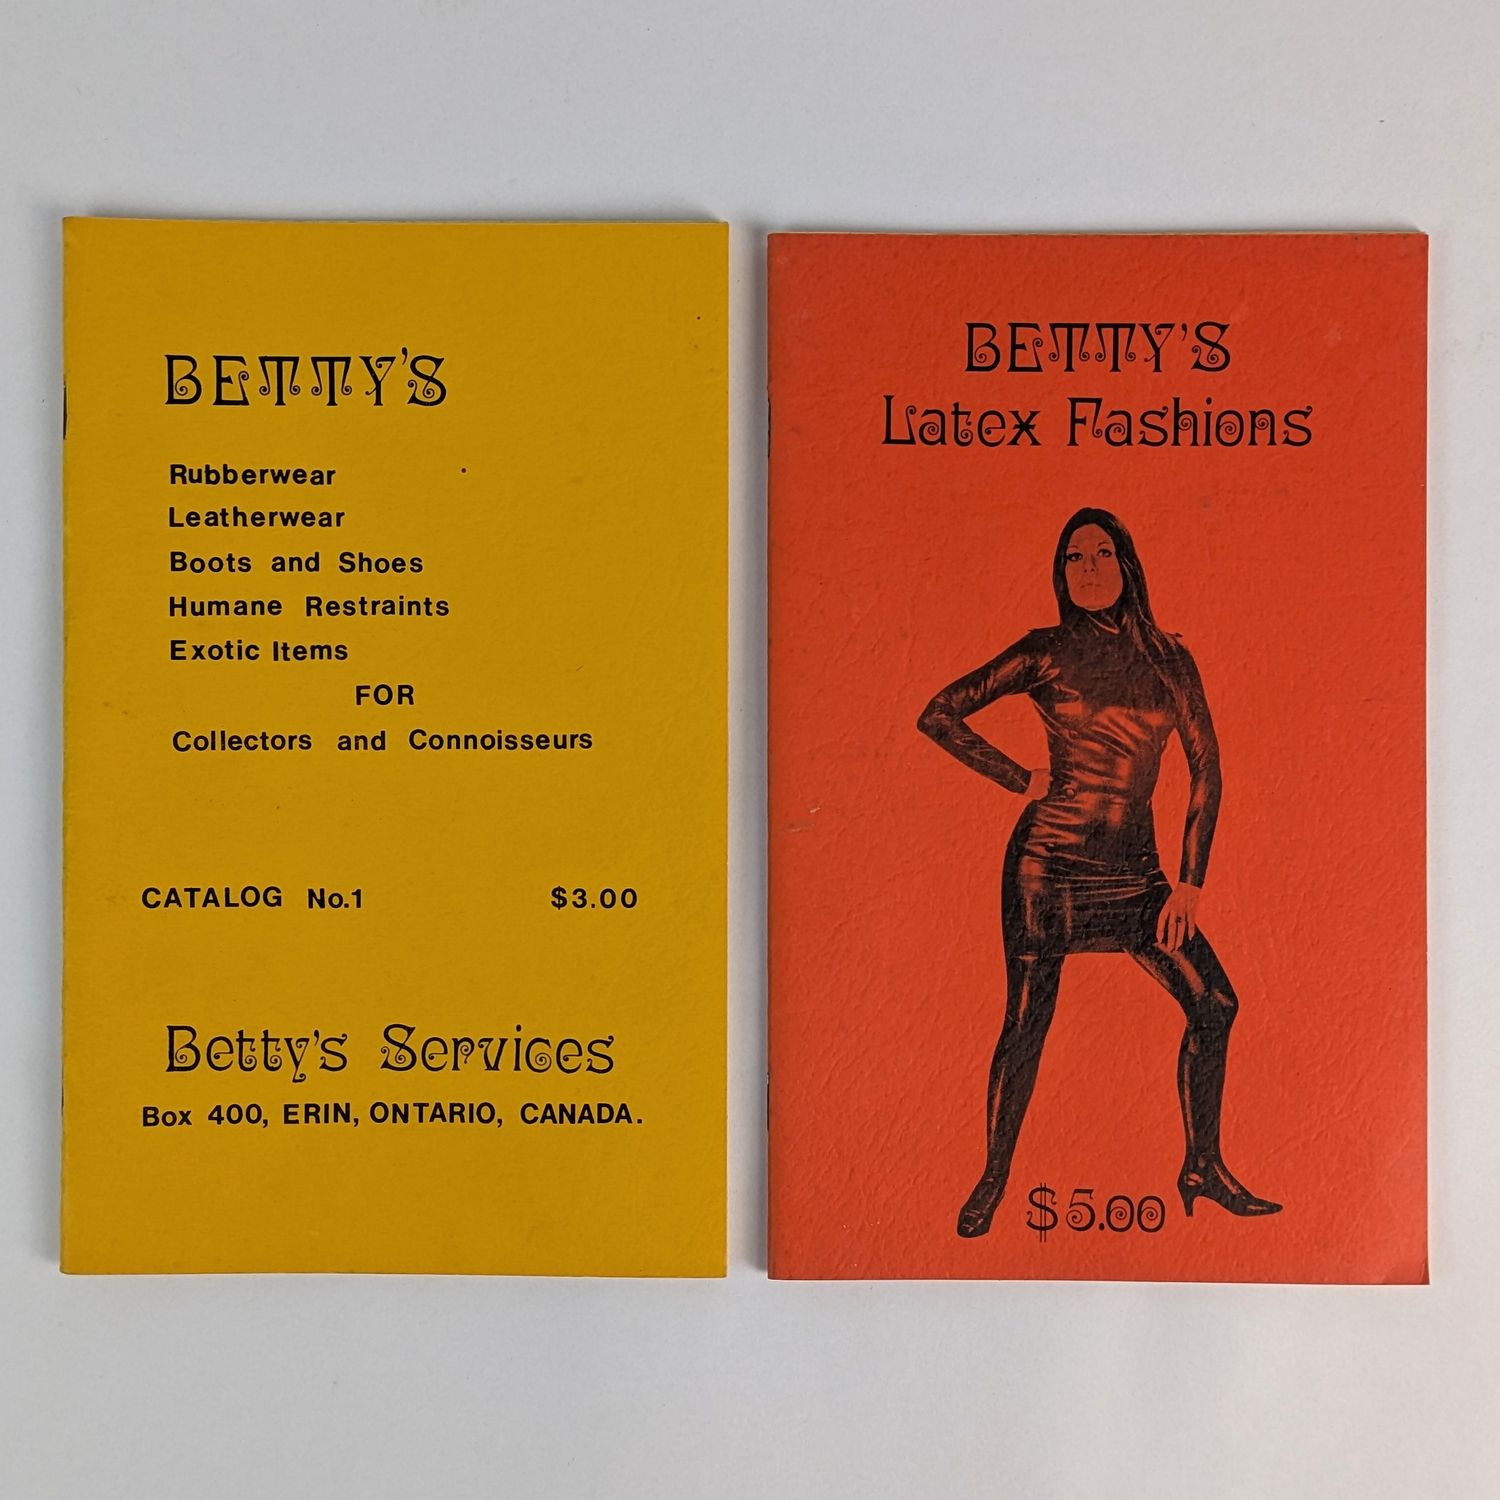 BETTY'S
Rubberwear
Leatherwear
Boots and Shoes
Humane Restraints
Exotic Items
FOR
Collectors and Connoisseurs
CATALOG No.1 $3.00
Betty's Services
Box 400, ERIN, ONTARIO, CANADA.
BETTY'S
Latex Fashions
$5.00